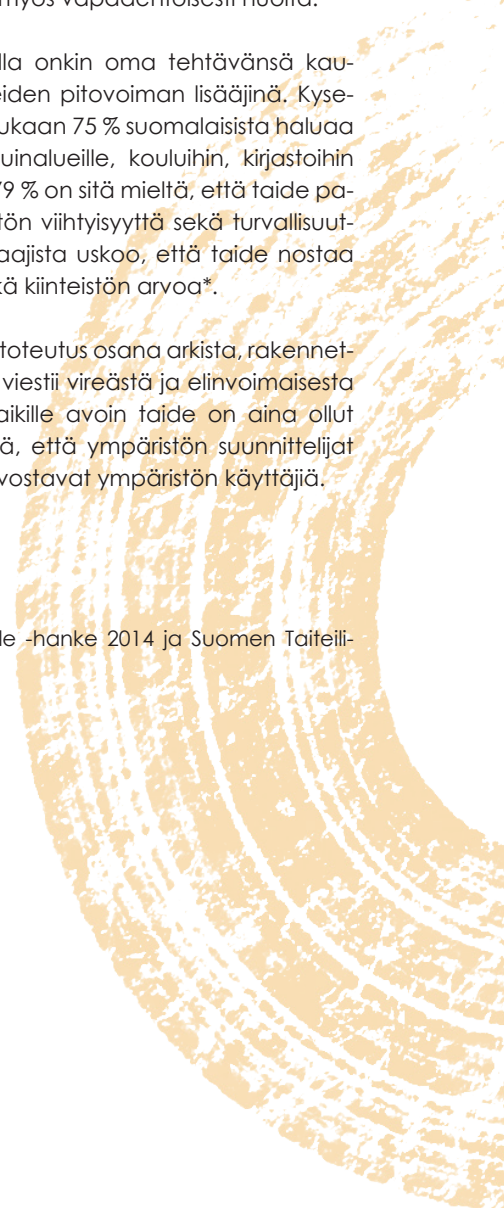 myös vapaaehtoisesti huolta.
lla onkin oma tehtävänsä kau-
eiden pitovoiman lisääjinä. Kyse-
ukaan 75 % suomalaisista haluaa
uinalueille, kouluihin, kirjastoihin
79 % on sitä mieltä, että taide pa-
tön viihtyisyyttä sekä turvallisuut-
aajista uskoo, että taide nostaa
kä kiinteistön arvoa*.
toteutus osana arkista, rakennet-
viestii vireästä ja elinvoimaisesta
aikille avoin taide on aina ollut
ä, että ympäristön suunnittelijat
vostavat ympäristön käyttäjiä.
le -hanke 2014 ja Suomen Taiteili-